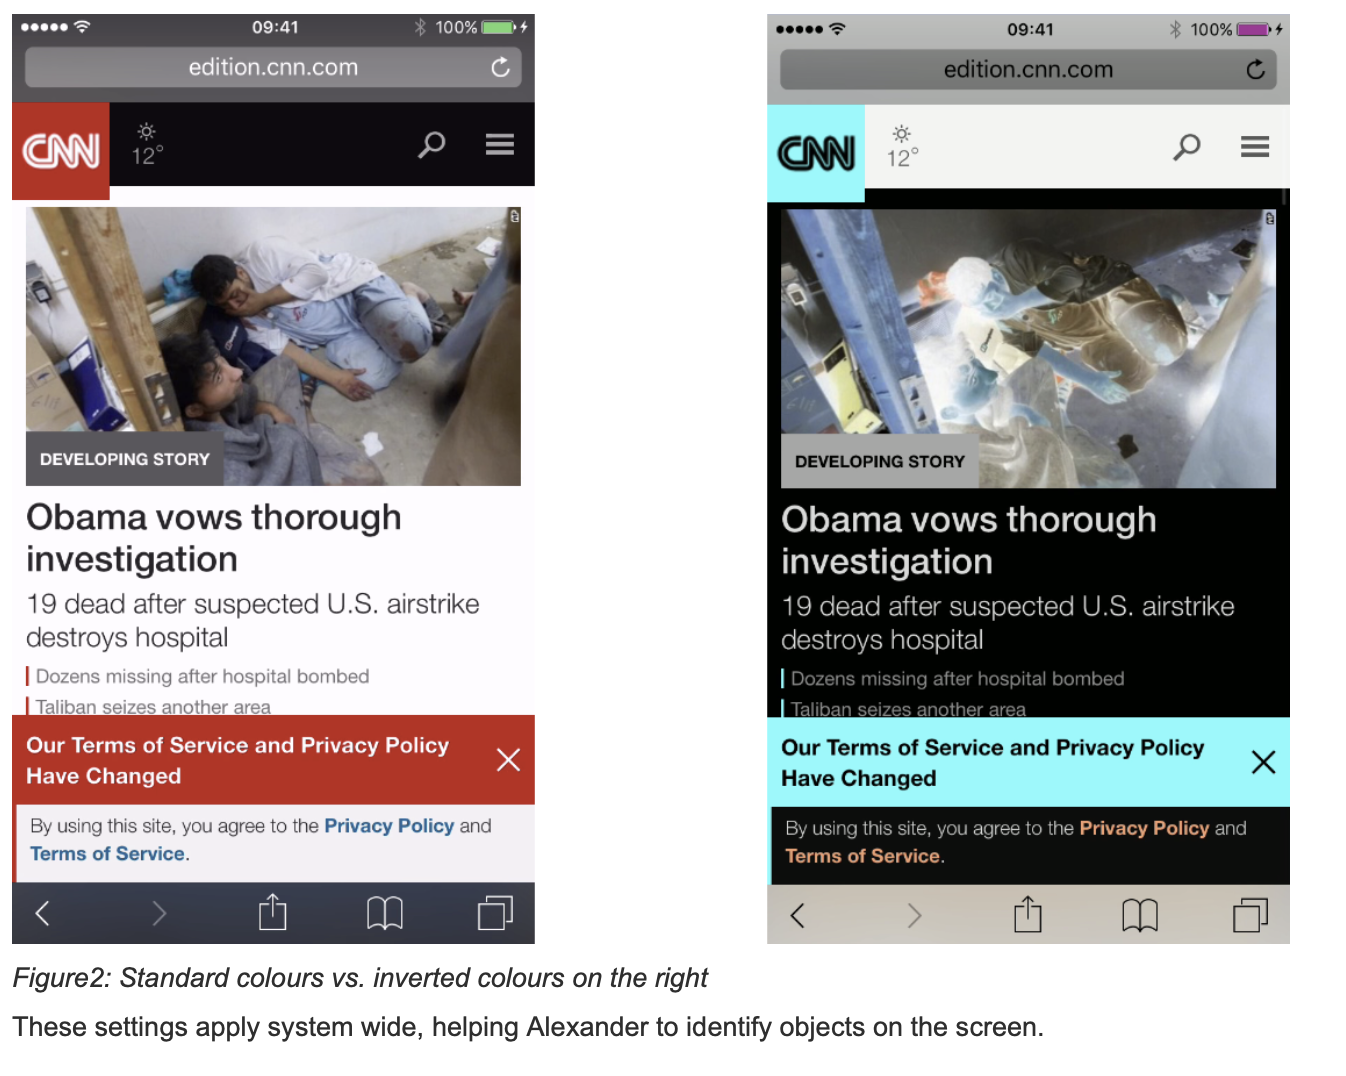 09:41
100%
edition.cnn.com
CNN
12°
DEVELOPING STORY
Obama vows thorough
investigation
19 dead after suspected U.S. airstrike
destroys hospital
Dozens missing after hospital bombed
Taliban seizes another area
Our Terms of Service and Privacy Policy
Have Changed
By using this site, you agree to the Privacy Policy and
Terms of Service.
09:41
100%
edition.cnn.com
CNN
12°
DEVELOPING STORY
Obama vows thorough
investigation
19 dead after suspected U.S. airstrike
destroys hospital
Dozens missing after hospital bombed
Taliban seizes another area
Our Terms of Service and Privacy Policy
Have Changed
By using this site, you agree to the Privacy Policy and
Terms of Service.
Figure2: Standard colours vs. inverted colours on the right
These settings apply system wide, helping Alexander to identify objects on the screen.